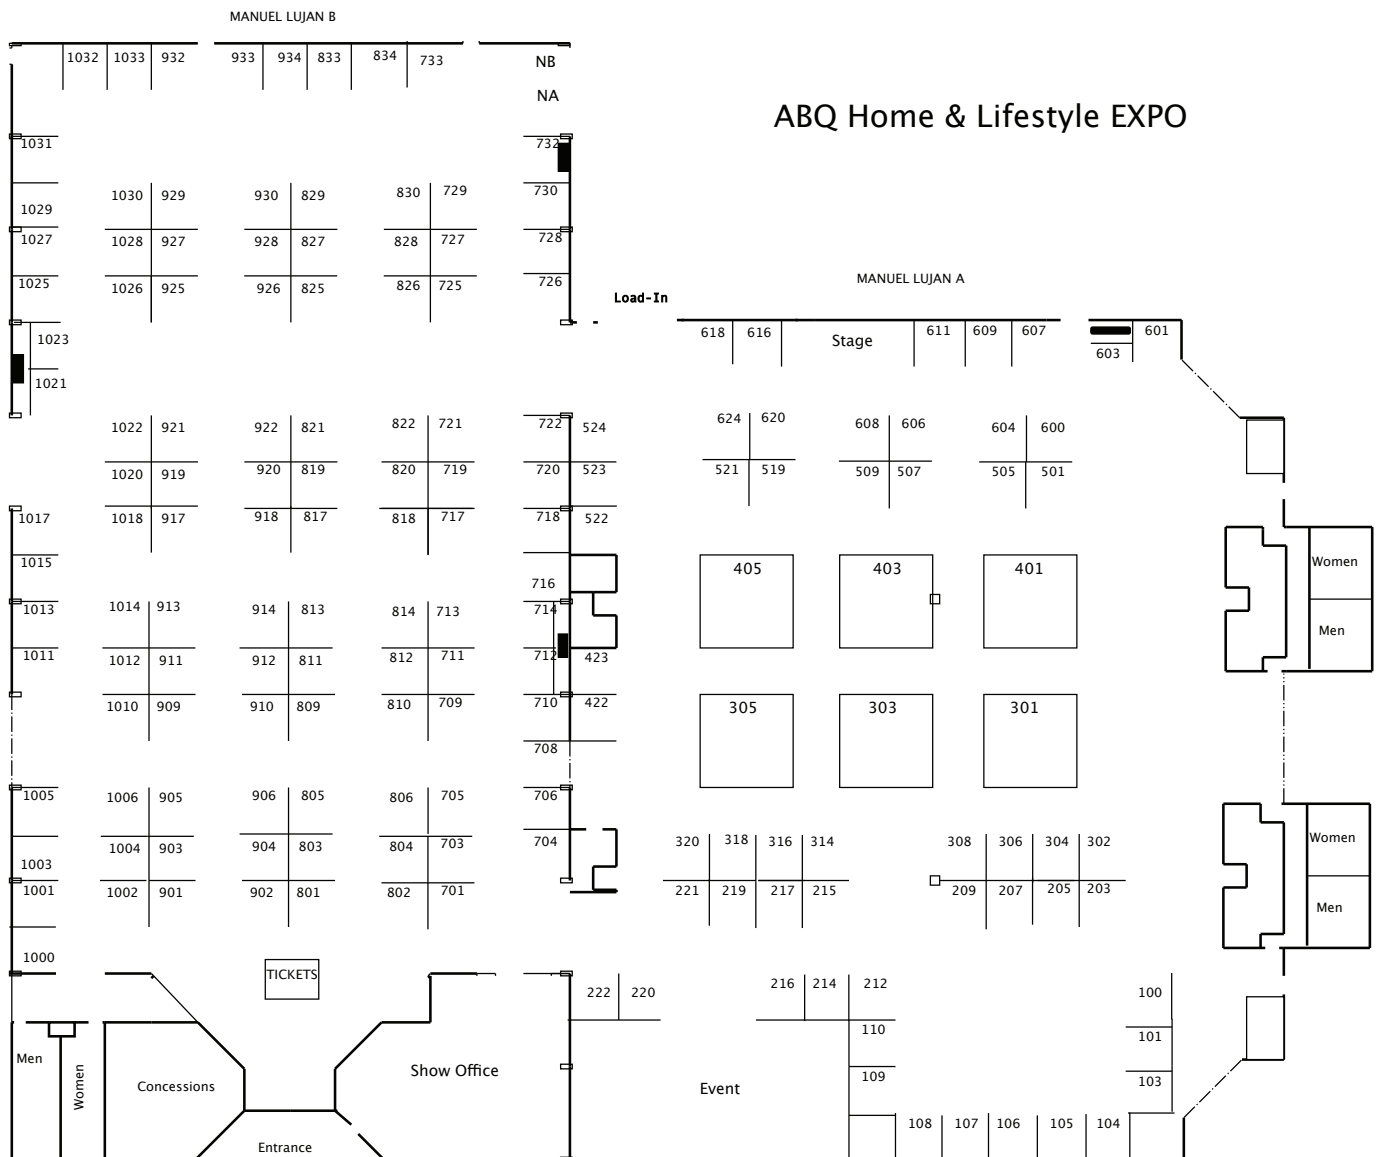 MANUEL LUJAN B
1032 1033 932 933 934 833 834 733 NB
NA
ABQ Home & Lifestyle EXPO
1031 732
1030 929 930 829 830 729 730
1029
1027 1028 927 928 827 828 727 728
1025 1026 925 926 825 826 725 726
MANUEL LUJAN A
Load-In
1023 618 616 Stage 611 609 607 601
603
1021
1022 921 922 821 822 721 722 524 624 620 608 606 604 600
1020 919 920 819 820 719 720 523 521 519 509 507 505 501
1017 1018 917 918 817 818 717 718 522
1015 405 403 401 Women
716
1013 1014 913 914 813 814 713 714
Men
1011 1012 911 912 811 812 711 712 423
1010 909 910 809 810 709 710 422 305 303 301
708
1005 1006 905 906 805 806 705 706
1003 1004 903 904 803 804 703 704 320 318 316 314 308 306 304 302 Women
1001 1002 901 902 801 802 701 221 219 217 215 209 207 205 203
Men
1000
TICKETS 222 220 216 214 212 100
110 101
Men Women Concessions Show Office Event 109 103
108 107 106 105 104
Entrance